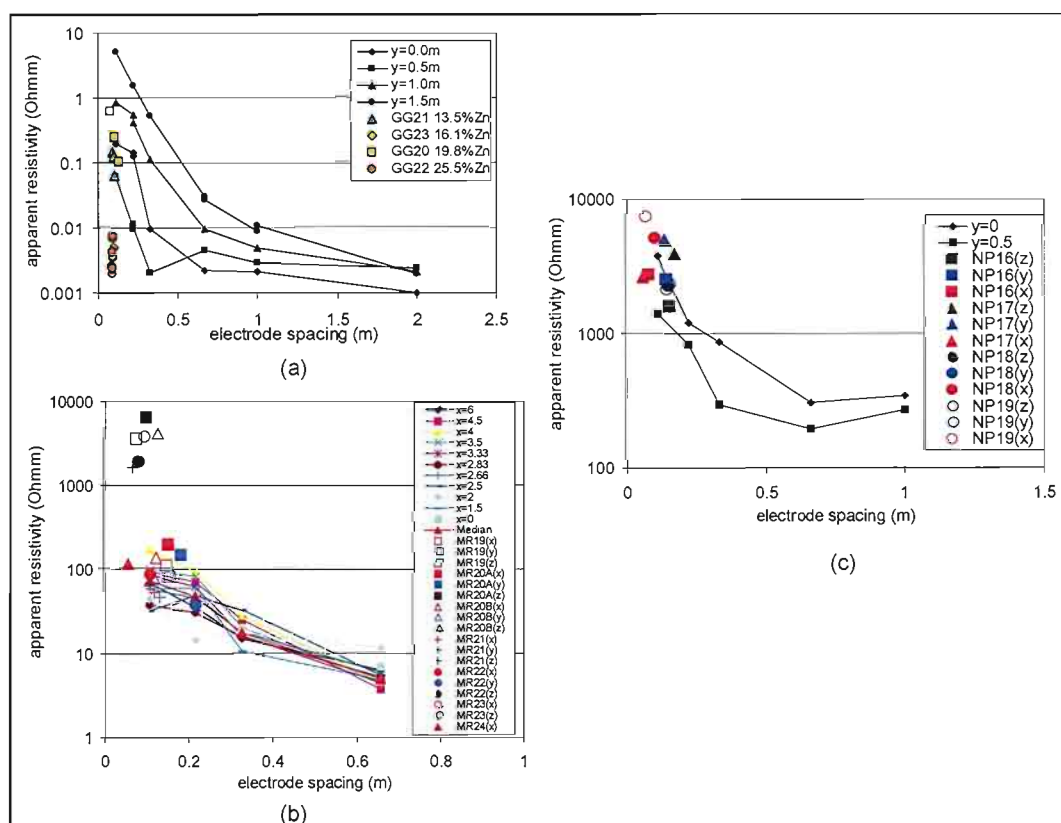 10
1
0.1
0.01
0.001
apparent resistivity (Ohmm)
0
0.5
1
1.5
2
2.5
electrode spacing (m)
y=0.0m
y=0.5m
y=1.0m
y=1.5m
GG21 13.5%Zn
GG23 16.1%Zn
GG20 19.8%Zn
GG22 25.5%Zn
(a)
10000
1000
100
10
1
apparent resistivity (Ohmm)
0
0.2
0.4
0.6
0.8
1
electrode spacing (m)
x=6
x=4.5
x=4
x=3.5
x=3.33
x=2.83
x=2.66
x=2.5
x=2
x=1.5
x=0
Median
MR19(x)
MR19(y)
MR19(z)
MR20A(x)
MR20A(y)
MR20A(z)
MR20B(x)
MR20B(y)
MR20B(z)
MR21(x)
MR21(y)
MR21(z)
MR22(x)
MR22(y)
MR22(z)
MR23(x)
MR23(z)
MR24(x)
(b)
10000
1000
100
apparent resistivity (Ohmm)
0
0.5
1
1.5
electrode spacing (m)
y=0
y=0.5
NP16(z)
NP16(y)
NP16(x)
NP17(z)
NP17(y)
NP17(x)
NP18(z)
NP18(y)
NP18(x)
NP19(z)
NP19(y)
NP19(x)
(c)